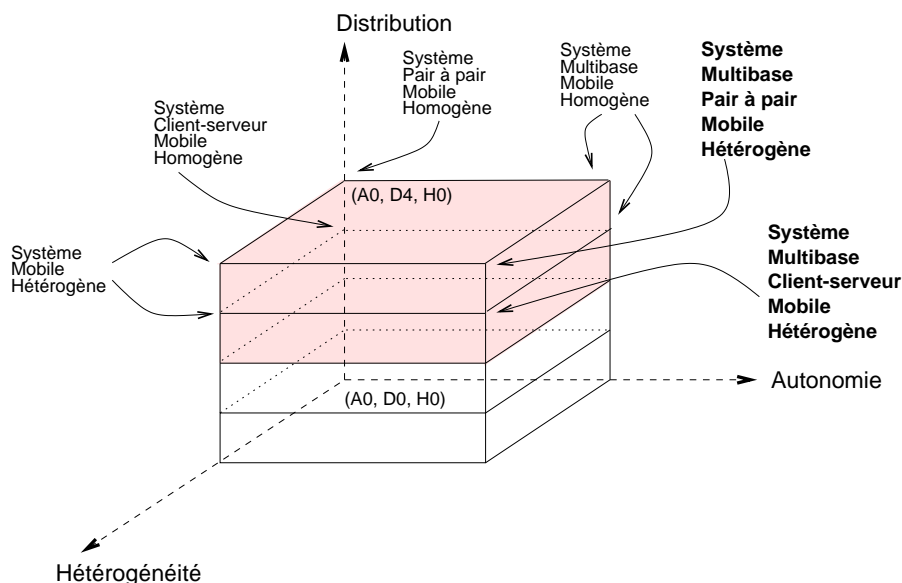 Distribution
Système
Pair à pair
Mobile
Homogène
Système
Multibase
Mobile
Homogène
Système
Multibase
Pair à pair
Mobile
Hétérogène
Système
Client-serveur
Mobile
Homogène
(A0, D4, H0)
Système
Mobile
Hétérogène
Système
Multibase
Client-serveur
Mobile
Hétérogène
Autonomie
(A0, D0, H0)
Hétérogénéité